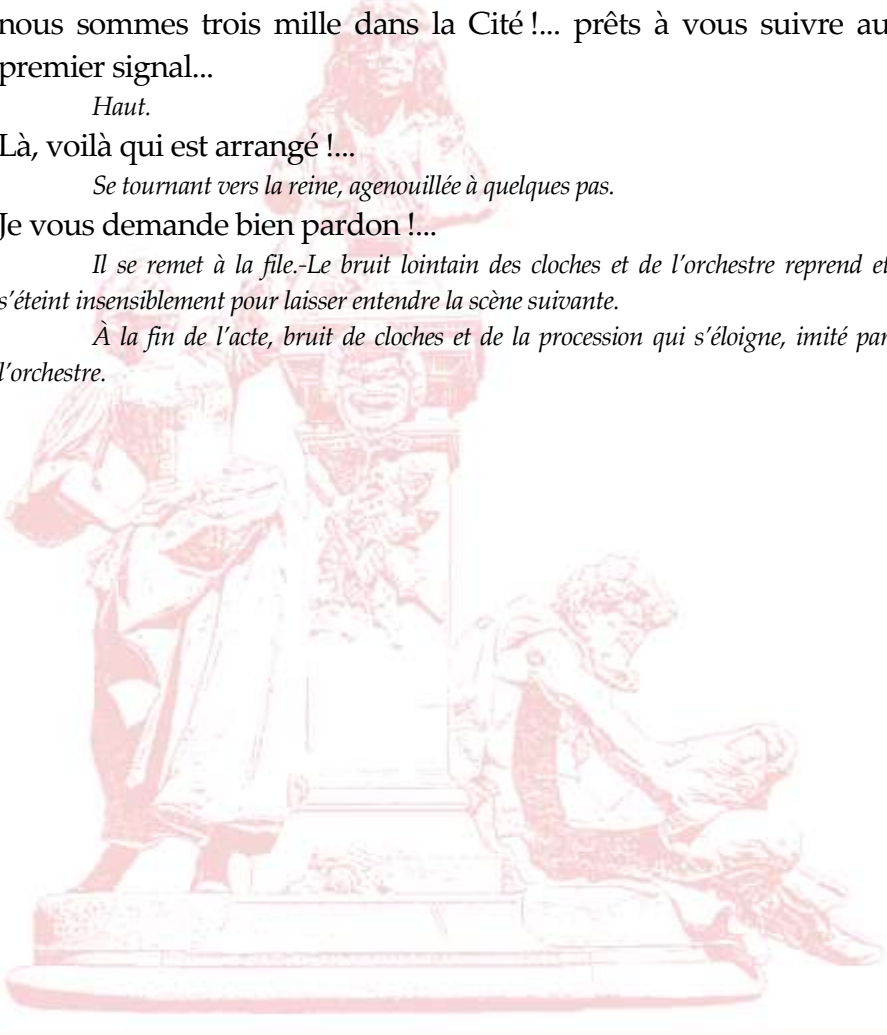 nous sommes trois mille dans la Cité !... prêts à vous suivre au
premier signal...
Haut.
Là, voilà qui est arrangé !...
Se tournant vers la reine, agenouillée à quelques pas.
Je vous demande bien pardon !...
Il se remet à la file.-Le bruit lointain des cloches et de l’orchestre reprend et
s’éteint insensiblement pour laisser entendre la scène suivante.
À la fin de l’acte, bruit de cloches et de la procession qui s’éloigne, imité par
l’orchestre.